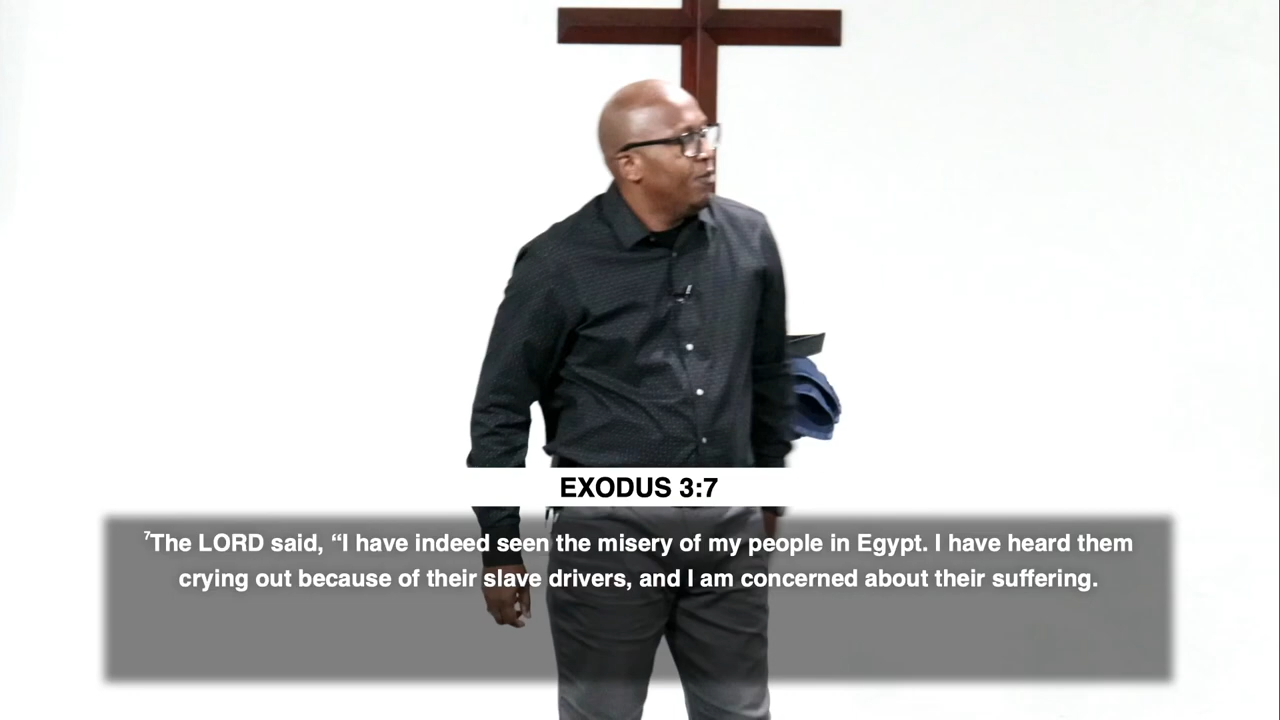 EXODUS 3:7
⁷The LORD said, “I have indeed seen the misery of my people in Egypt. I have heard them
crying out because of their slave drivers, and I am concerned about their suffering.